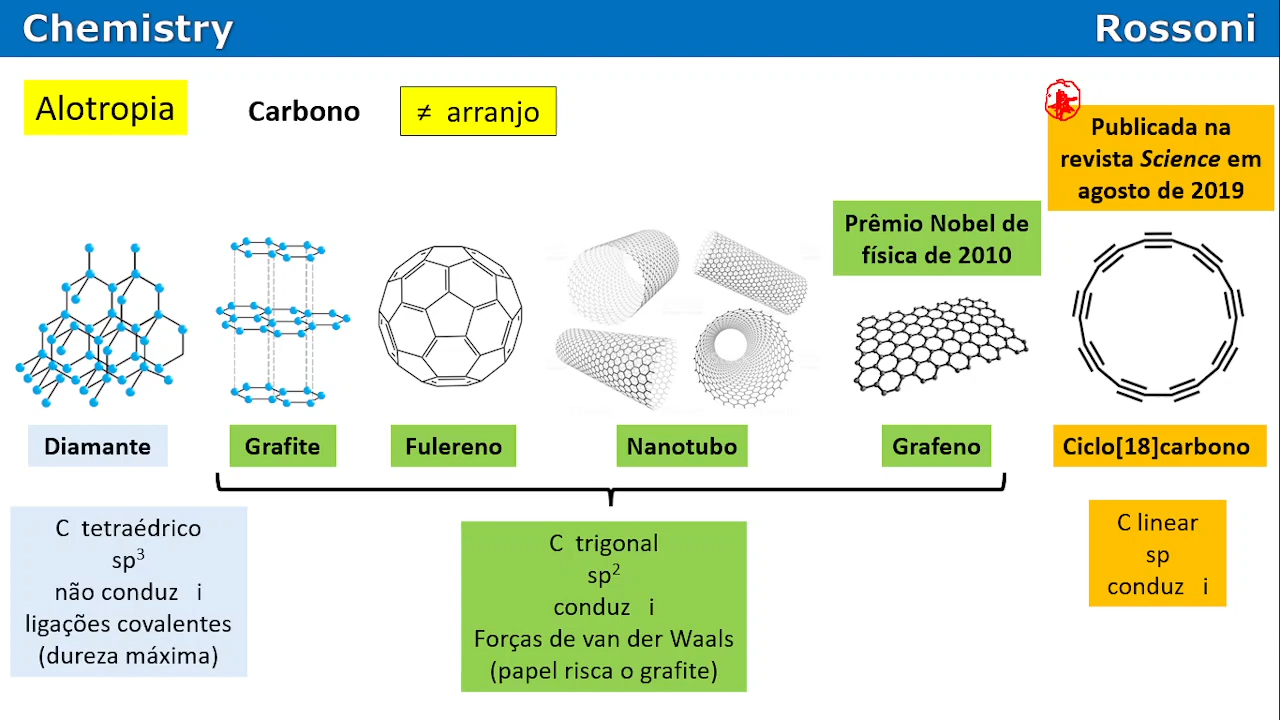 Chemistry
Rossoni
Alotropia
Carbono
≠ arranjo
Publicada na
revista Science em
agosto de 2019
Prêmio Nobel de
física de 2010
Diamante
Grafite
Fulereno
Nanotubo
Grafeno
Ciclo[18]carbono
C tetraédrico
sp³
não conduz i
ligações covalentes
(dureza máxima)
C trigonal
sp²
conduz i
Forças de van der Waals
(papel risca o grafite)
C linear
sp
conduz i